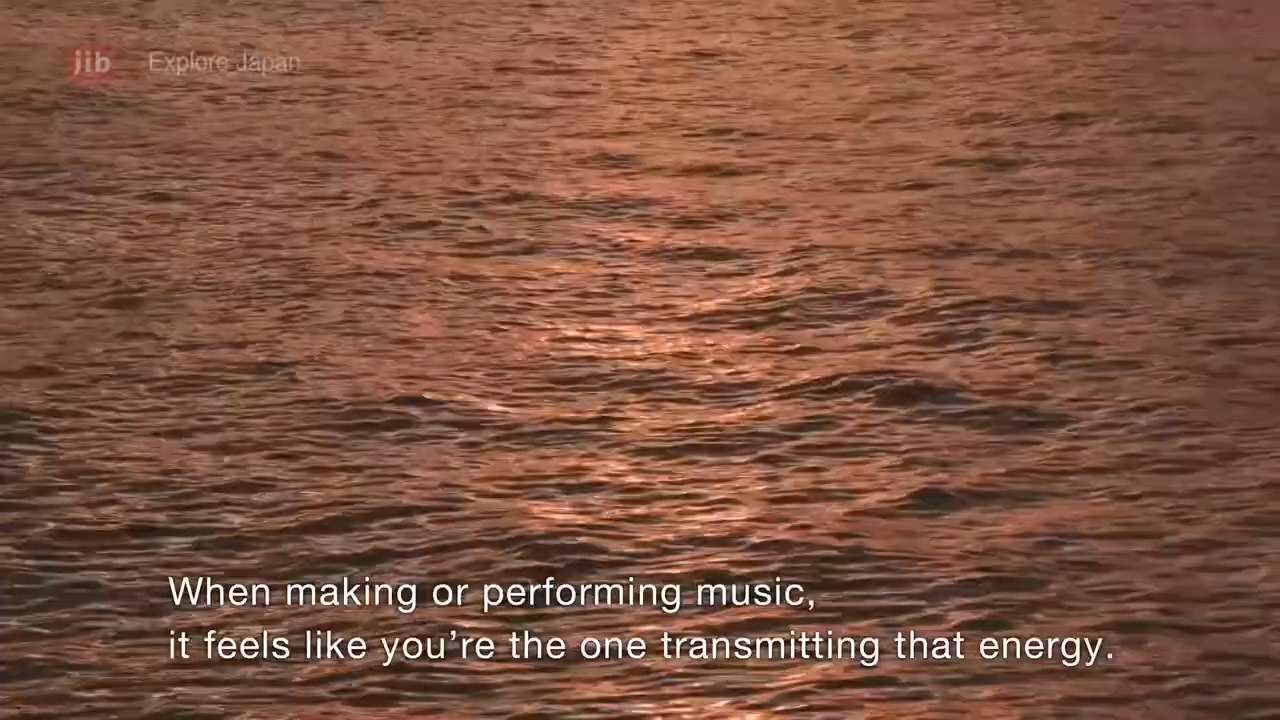 jib Explore Japan
When making or performing music,
it feels like you're the one transmitting that energy.